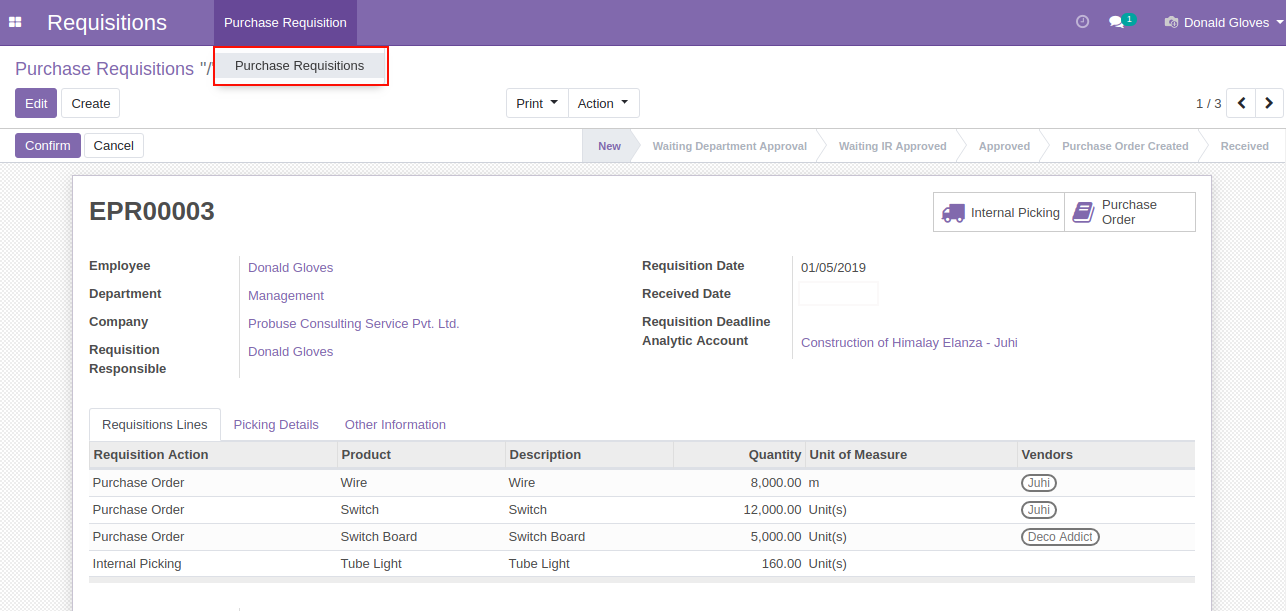 Requisitions Purchase Requisition 1 Donald Gloves
Purchase Requisitions
Purchase Requisitions "/
Edit Create Print Action 1 / 3
Confirm Cancel New Waiting Department Approval Waiting IR Approved Approved Purchase Order Created Received
EPR00003
Internal Picking
Purchase
Order
Employee Donald Gloves
Department Management
Company Probuse Consulting Service Pvt. Ltd.
Requisition
Responsible
Donald Gloves
Requisition Date 01/05/2019
Received Date
Requisition Deadline
Analytic Account Construction of Himalay Elanza - Juhi
Requisitions Lines Picking Details Other Information
Requisition Action Product Description Quantity Unit of Measure Vendors
Purchase Order Wire Wire 8,000.00 m Juhi
Purchase Order Switch Switch 12,000.00 Unit(s) Juhi
Purchase Order Switch Board Switch Board 5,000.00 Unit(s) Deco Addict
Internal Picking Tube Light Tube Light 160.00 Unit(s)